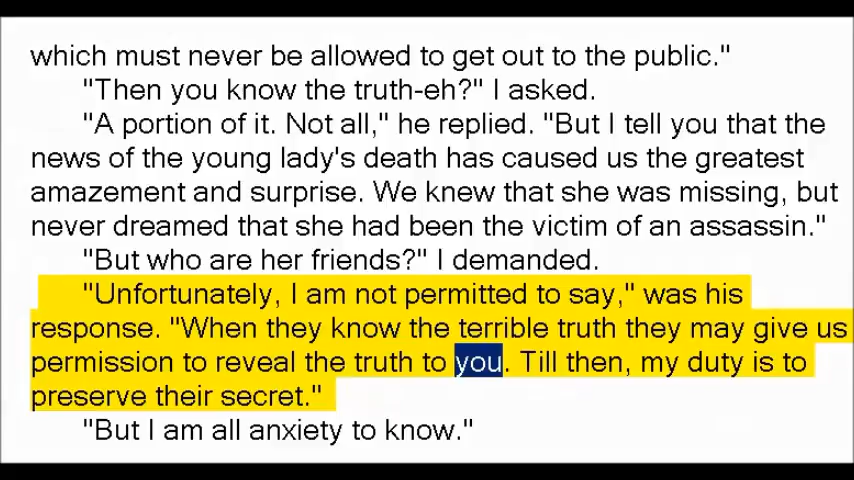 which must never be allowed to get out to the public."
"Then you know the truth-eh?" I asked.
"A portion of it. Not all," he replied. "But I tell you that the
news of the young lady's death has caused us the greatest
amazement and surprise. We knew that she was missing, but
never dreamed that she had been the victim of an assassin."
"But who are her friends?" I demanded.
"Unfortunately, I am not permitted to say," was his
response. "When they know the terrible truth they may give us
permission to reveal the truth to you. Till then, my duty is to
preserve their secret."
"But I am all anxiety to know."